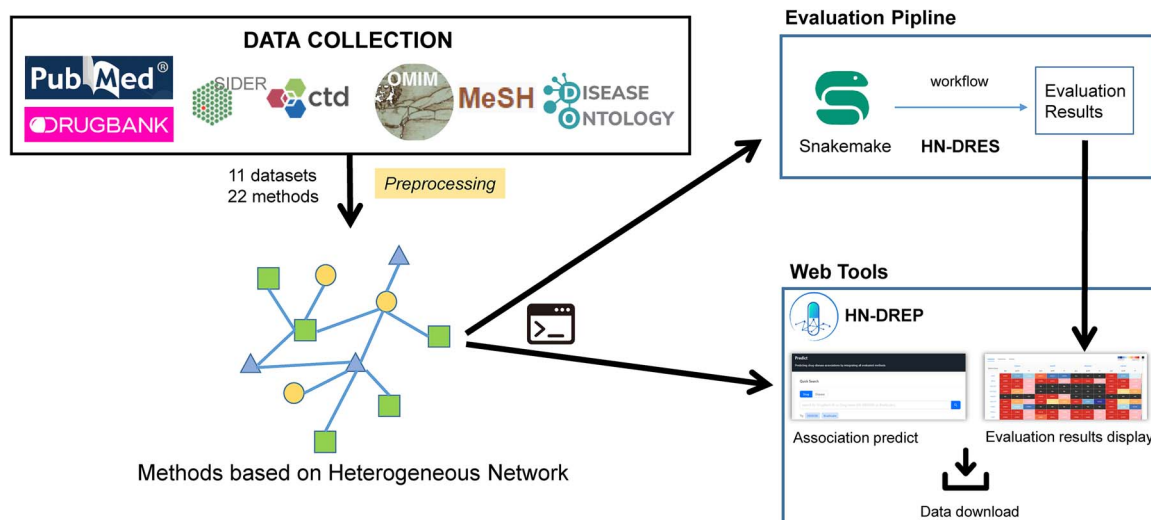 DATA COLLECTION
PubMed®
DRUGBANK
SIDER
ctd
OMIM
MeSH
DISEASE
ONTOLOGY
11 datasets
22 methods
Preprocessing
Methods based on Heterogeneous Network
Evaluation Pipline
workflow
Snakemake
HN-DRES
Evaluation
Results
Web Tools
HN-DREP
Predict
Quick Search
Association predict
Evaluation results display
Data download